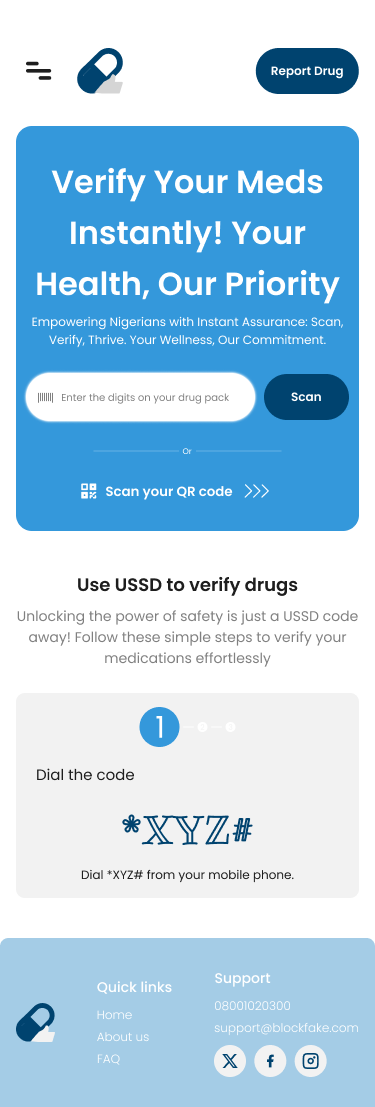 Report Drug
Verify Your Meds
Instantly! Your
Health, Our Priority
Empowering Nigerians with Instant Assurance: Scan,
Verify, Thrive. Your Wellness, Our Commitment.
Enter the digits on your drug pack
Scan
Or
Scan your QR code
Use USSD to verify drugs
Unlocking the power of safety is just a USSD code
away! Follow these simple steps to verify your
medications effortlessly
1
Dial the code
*XYZ#
Dial *XYZ# from your mobile phone.
Quick links
Home
About us
FAQ
Support
08001020300
support@blockfake.com